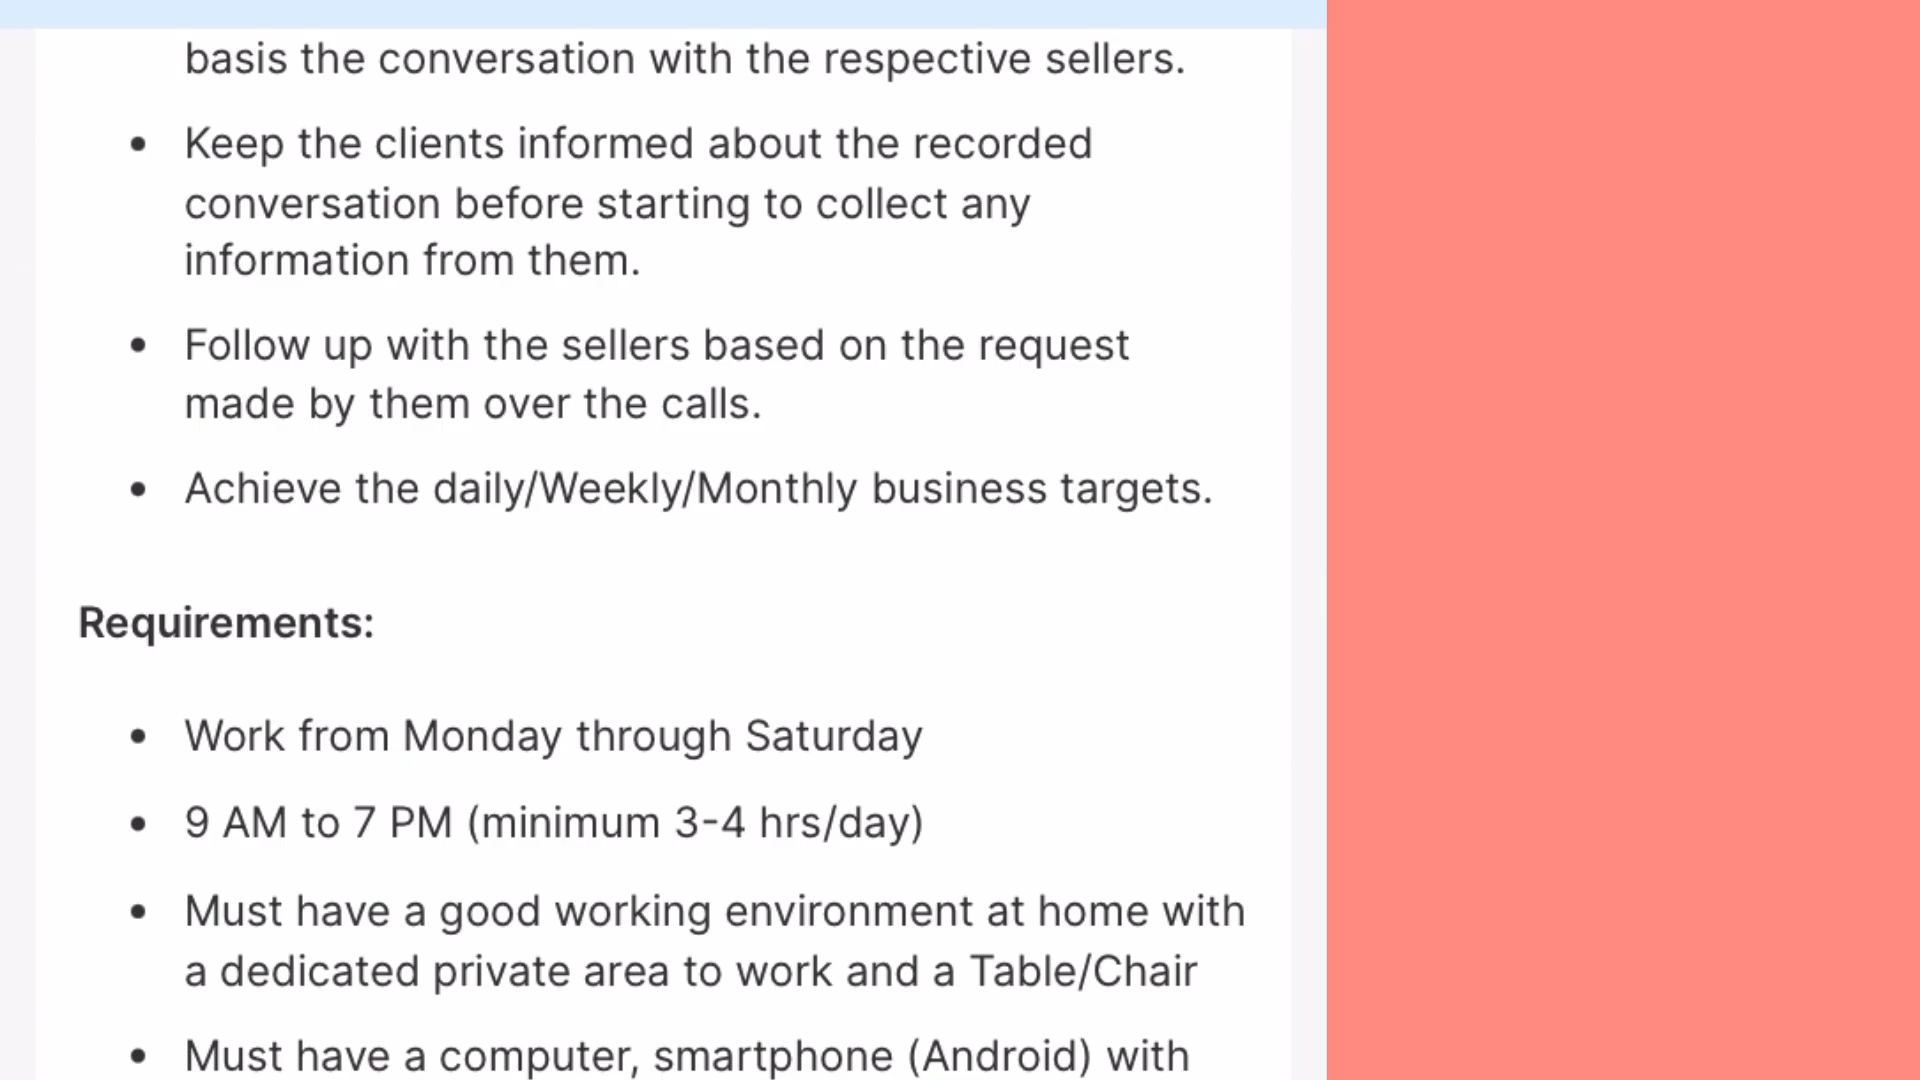 basis the conversation with the respective sellers.
• Keep the clients informed about the recorded
conversation before starting to collect any
information from them.
• Follow up with the sellers based on the request
made by them over the calls.
• Achieve the daily/Weekly/Monthly business targets.
Requirements:
• Work from Monday through Saturday
• 9 AM to 7 PM (minimum 3-4 hrs/day)
• Must have a good working environment at home with
a dedicated private area to work and a Table/Chair
• Must have a computer, smartphone (Android) with